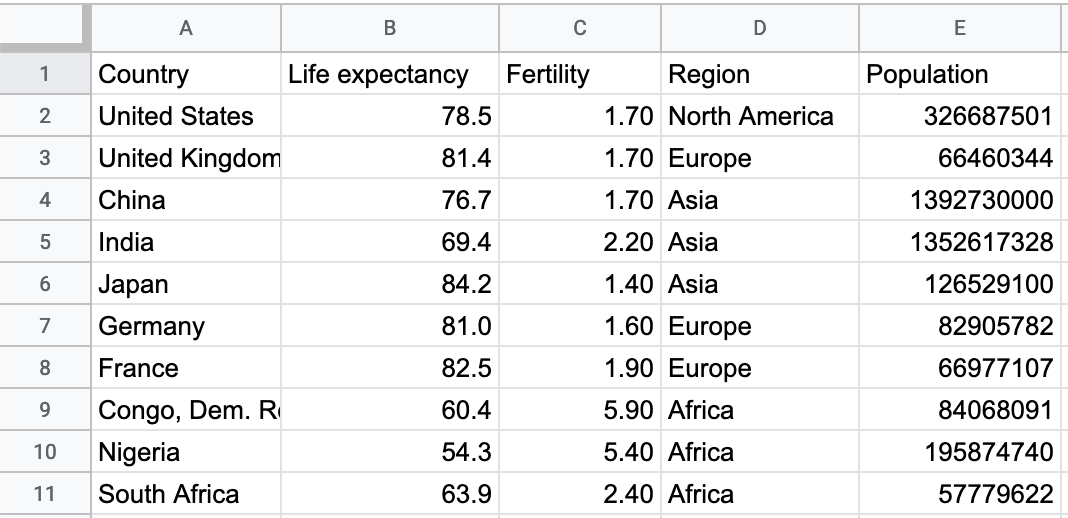 A B C D E
1 Country Life expectancy Fertility Region Population
2 United States 78.5 1.70 North America 326687501
3 United Kingdom 81.4 1.70 Europe 66460344
4 China 76.7 1.70 Asia 1392730000
5 India 69.4 2.20 Asia 1352617328
6 Japan 84.2 1.40 Asia 126529100
7 Germany 81.0 1.60 Europe 82905782
8 France 82.5 1.90 Europe 66977107
9 Congo, Dem. R 60.4 5.90 Africa 84068091
10 Nigeria 54.3 5.40 Africa 195874740
11 South Africa 63.9 2.40 Africa 57779622